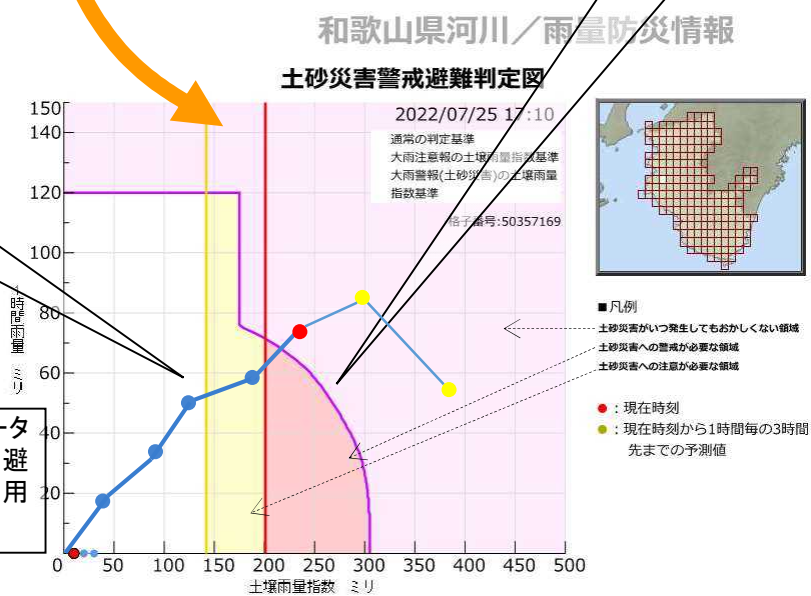 和歌山県河川／雨量防災情報
土砂災害警戒避難判定図
2022/07/25 17:10
通常の判定基準
大雨注意報の土壌雨量指数基準
大雨警報(土砂災害)の土壌雨量
指数基準
格子番号:50357169
150
140
120
100
80
60
40
20
1時間雨量 ミリ
0 50 100 150 200 250 300 350 400 450 500
土壌雨量指数 ミリ
■凡例
土砂災害がいつ発生してもおかしくない領域
土砂災害への警戒が必要な領域
土砂災害への注意が必要な領域
●：現在時刻
●：現在時刻から1時間毎の3時間
先までの予測値
ータ
避
用